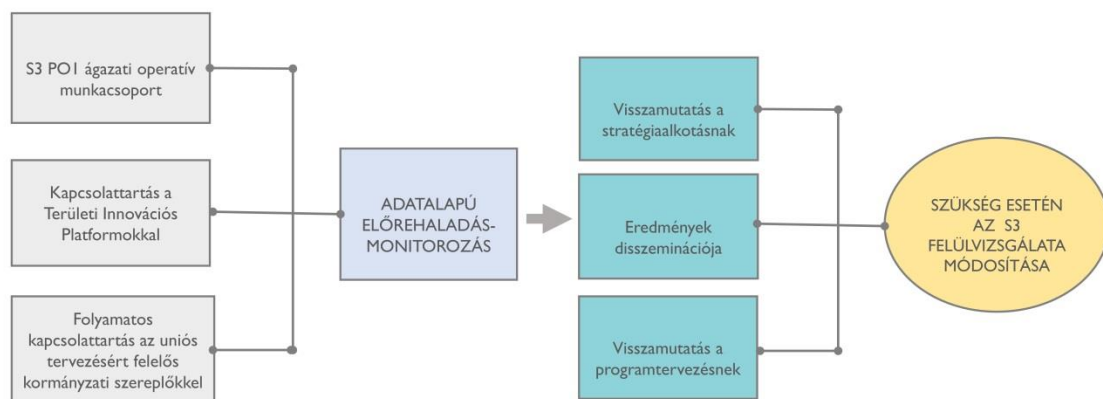 S3 PO1 ágazati operatív
munkacsoport
Kapcsolattartás a
Területi Innovációs
Platformokkal
Folyamatos
kapcsolattartás az uniós
tervezésért felelős
kormányzati szereplőkkel
ADATALAPÚ
ELŐREHALADÁS-
MONITOROZÁS
Visszamutatás a
stratégiaalkotásnak
Eredmények
disszeminációja
Visszamutatás a
programtervezésnek
SZÜKSÉG ESETÉN
AZ S3
FELÜLVIZSGÁLATA
MÓDOSÍTÁSA